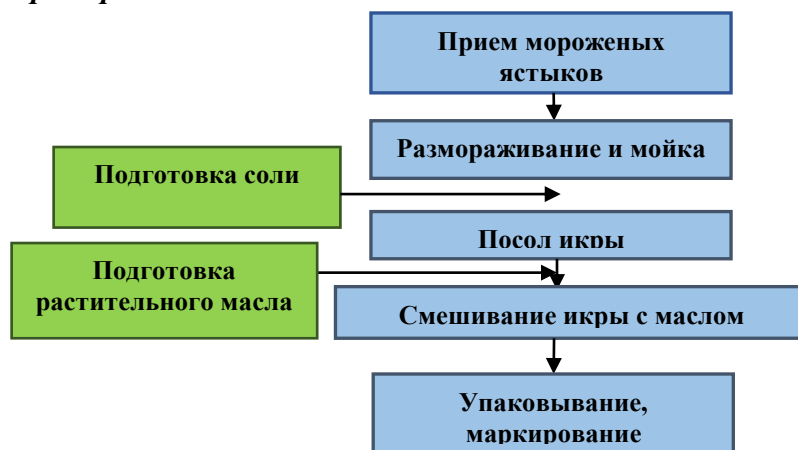 Прием мороженых
ястыков
Размораживание и мойка
Подготовка соли
Посол икры
Подготовка
растительного масла
Смешивание икры с маслом
Упаковывание,
маркирование